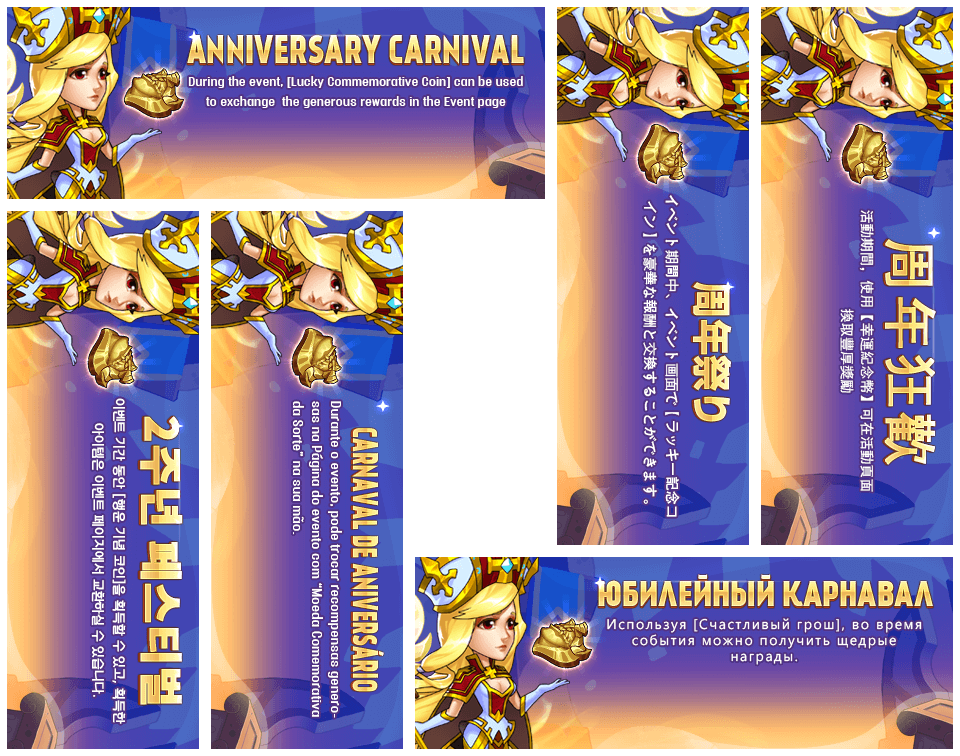 ANNIVERSARY CARNIVAL
During the event, [Lucky Commemorative Coin] can be used
to exchange the generous rewards in the Event page
周年祭り
イベント期間中、イベント画面で【ラッキー記念コ
イン】を豪華な報酬と交換することができます。
周年狂歡
活動期間，使用【幸運紀念幣】可在活動頁面
換取豐厚獎勵
2주년 페스티벌
이벤트 기간 동안 [행운 기념 코인]을 획득할 수 있고, 획득한
아이템은 이벤트 페이지에서 교환하실 수 있습니다.
CARNAVAL DE ANIVERSÁRIO
Durante o evento, pode trocar recompensas genero-
sas na Página do evento com "Moeda Comemorativa
da Sorte" na sua mão.
ЮБИЛЕЙНЫЙ КАРНАВАЛ
Используя [Счастливый грош], во время
события можно получить щедрые
награды.